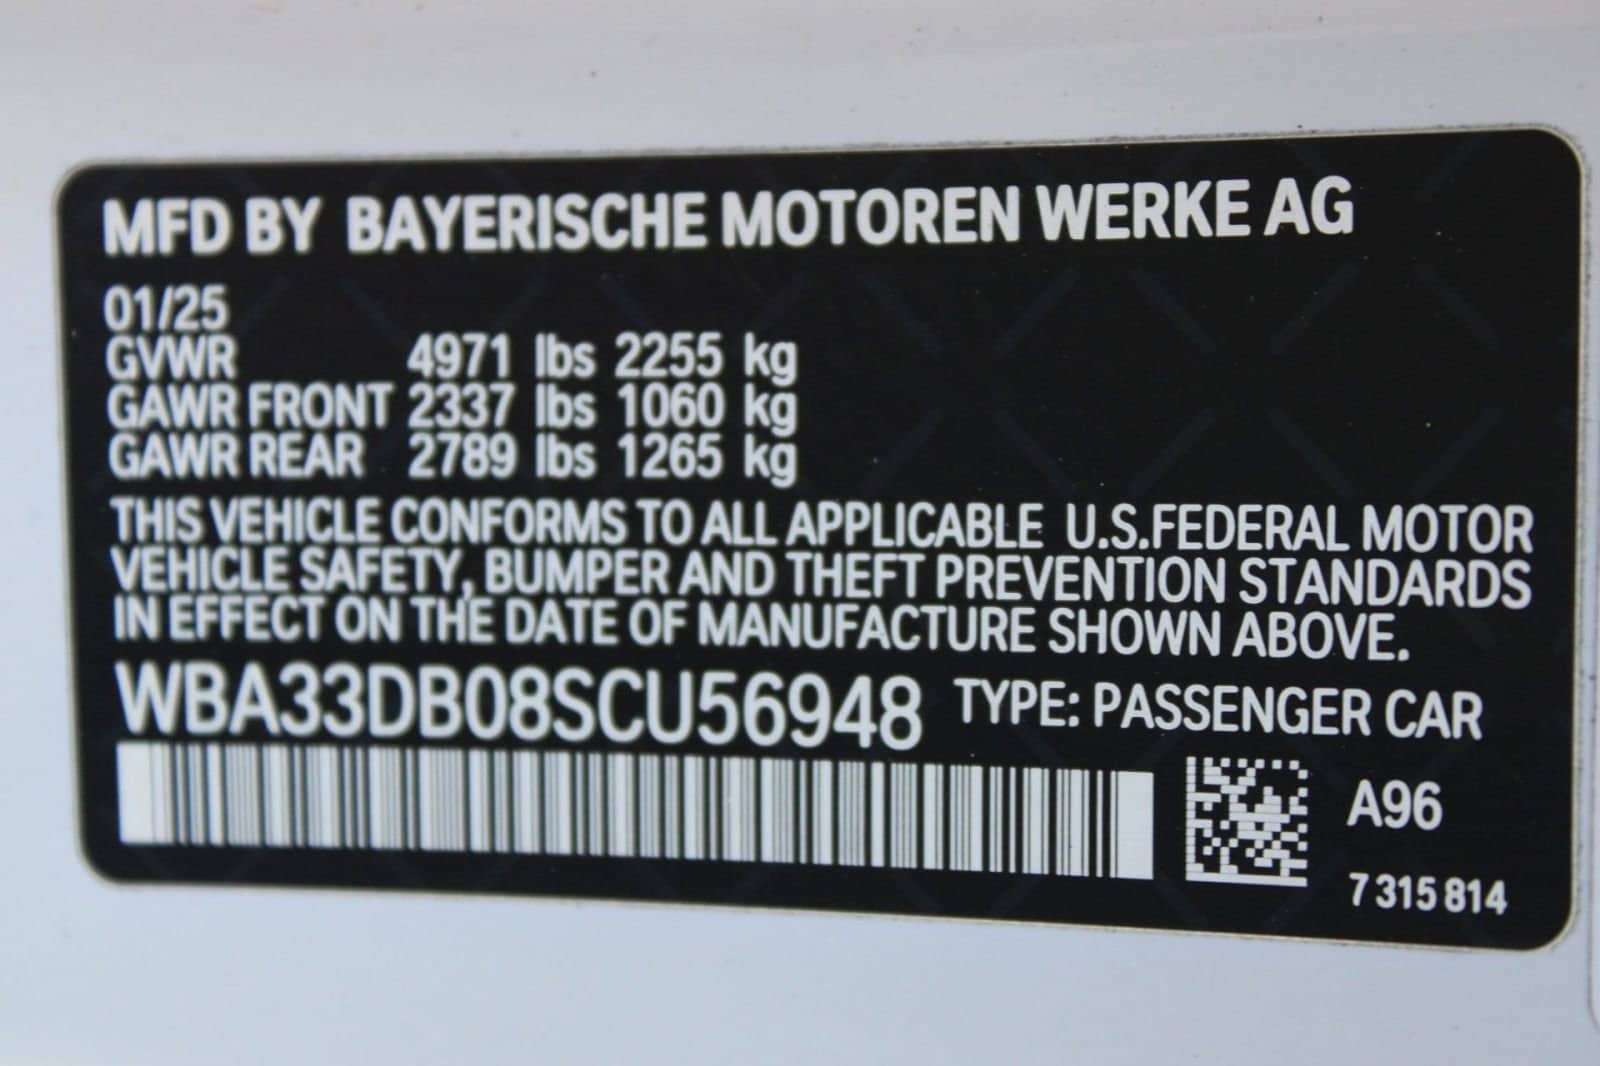 MFD BY BAYERISCHE MOTOREN WERKE AG
01/25
GVWR 4971 lbs 2255 kg
GAWR FRONT 2337 lbs 1060 kg
GAWR REAR 2789 lbs 1265 kg
THIS VEHICLE CONFORMS TO ALL APPLICABLE U.S.FEDERAL MOTOR
VEHICLE SAFETY, BUMPER AND THEFT PREVENTION STANDARDS
IN EFFECT ON THE DATE OF MANUFACTURE SHOWN ABOVE.
WBA33DB08SCU56948 TYPE: PASSENGER CAR
A96
7 315 814